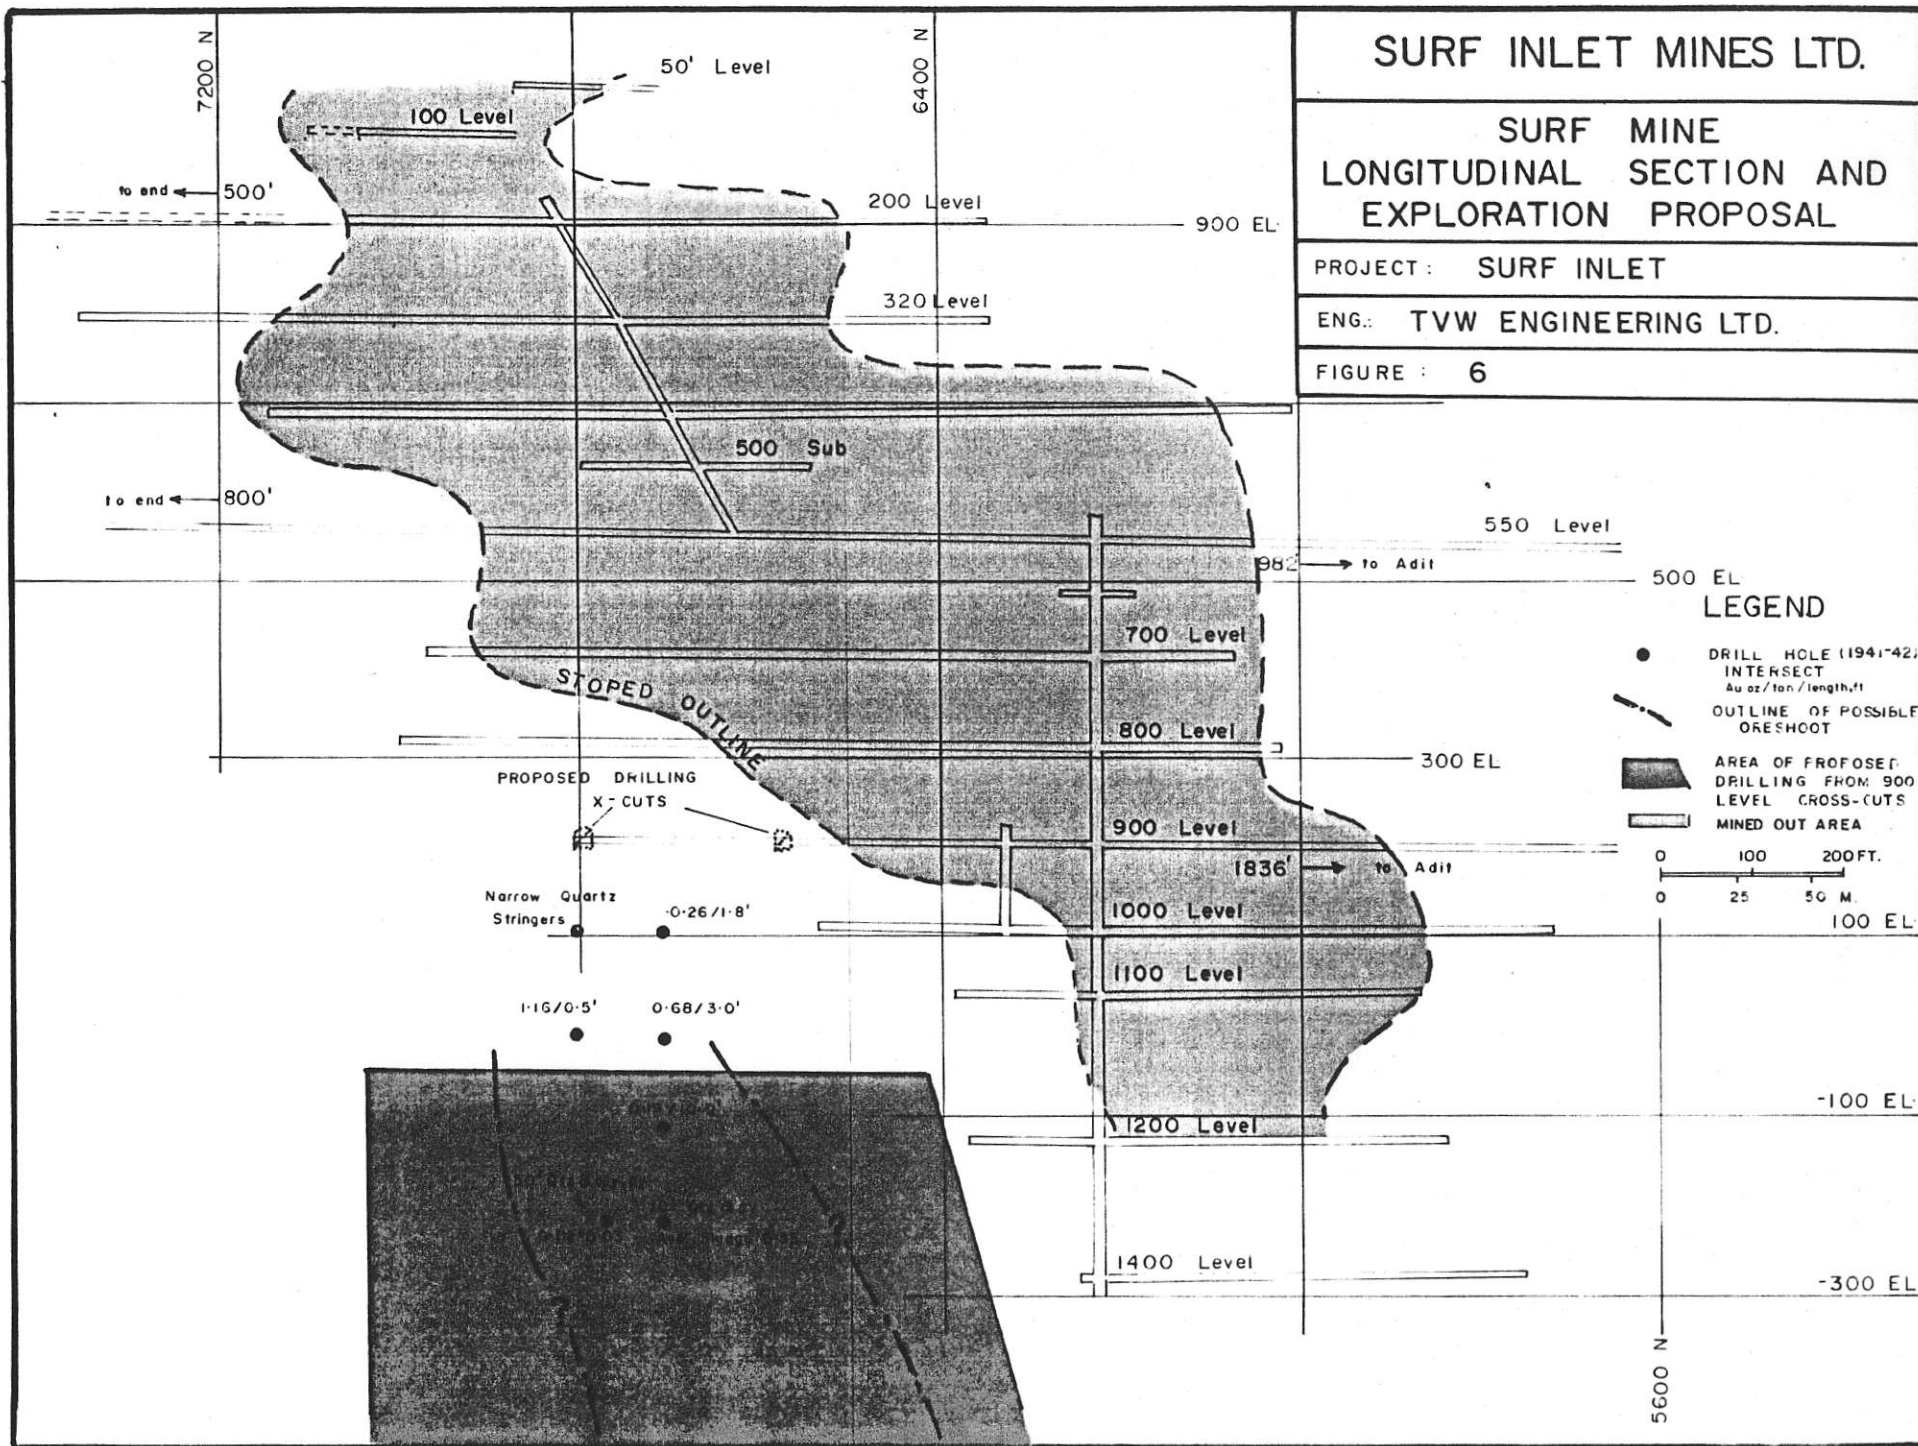 7200 N
6400 N
50' Level
100 Level
to end
500'
200 Level
900 EL.
320 Level
500 Sub
to end
800'
550 Level
982
to Adit
500 EL
700 Level
STOPED OUTLINE
800 Level
300 EL
PROPOSED DRILLING
X-CUTS
900 Level
1836'
to Adit
Narrow Quartz
Stringers
0.26/1.8'
1000 Level
100 EL.
1100 Level
1.16/0.5'
0.68/3.0'
-100 EL.
1200 Level
?
?
1400 Level
-300 EL
5600 N
SURF INLET MINES LTD.
SURF MINE
LONGITUDINAL SECTION AND
EXPLORATION PROPOSAL
PROJECT: SURF INLET
ENG.: TVW ENGINEERING LTD.
FIGURE: 6
LEGEND
DRILL HOLE (1941-42)
INTERSECT
Au oz/ton/length,ft
OUTLINE OF POSSIBLE
ORESHOOT
AREA OF PROPOSED
DRILLING FROM 900
LEVEL CROSS-CUTS
MINED OUT AREA
0 100 200 FT.
0 25 50 M.